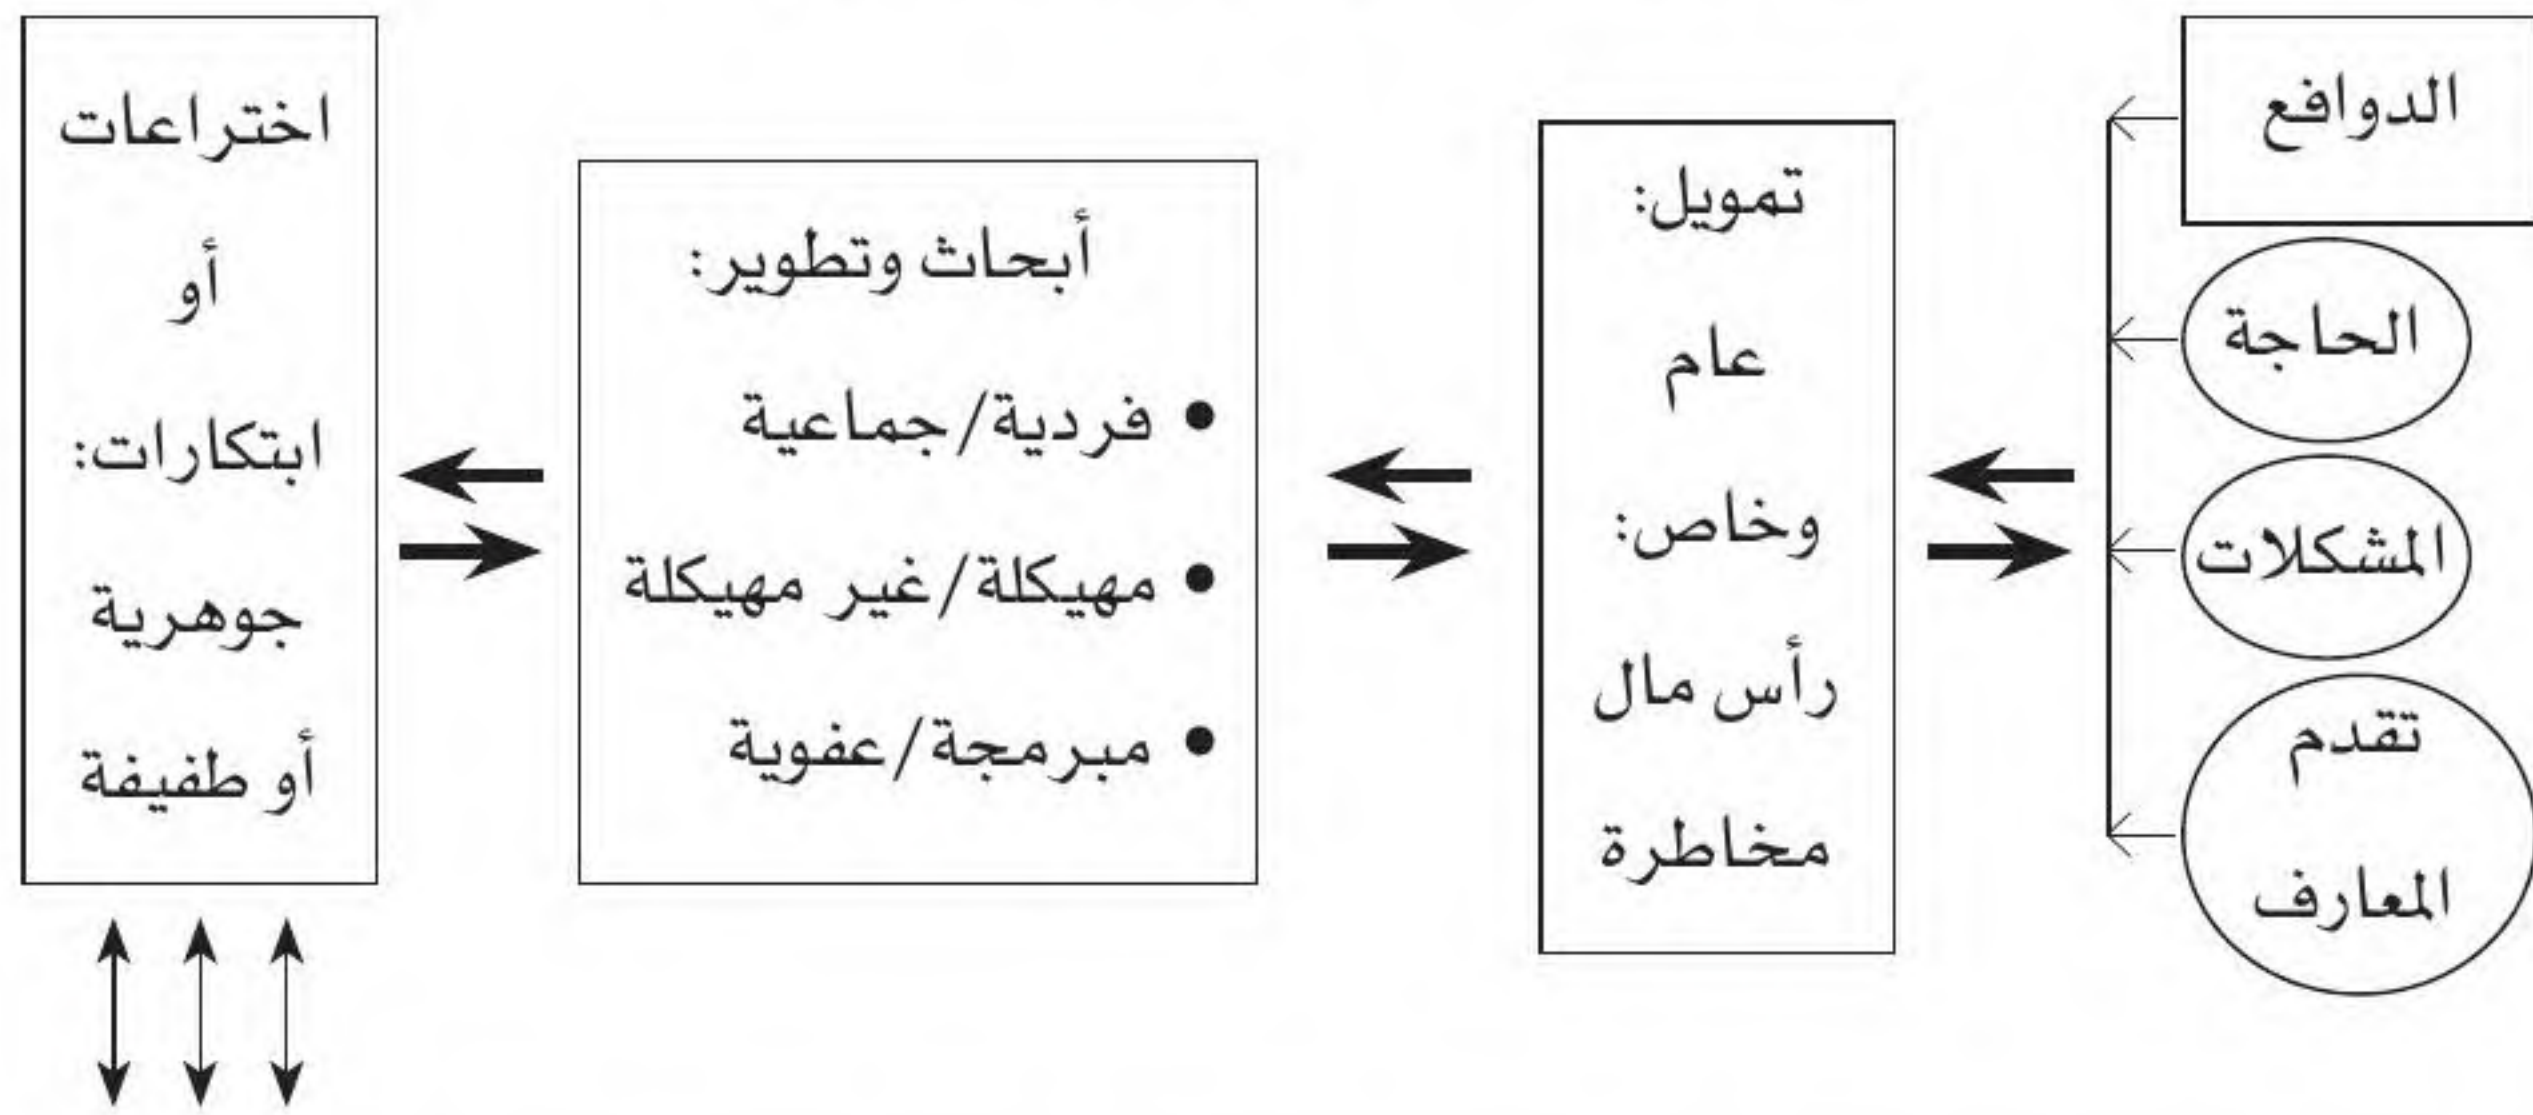 الدوافع
الحاجة
المشكلات
تقدم
المعارف
تمويل:
عام
وخاص:
رأس مال
مخاطرة
أبحاث وتطوير:
• فردية/جماعية
• مهيكلة/غير مهيكلة
• مبرمجة/عفوية
اختراعات
أو
ابتكارات:
جوهرية
أو طفيفة